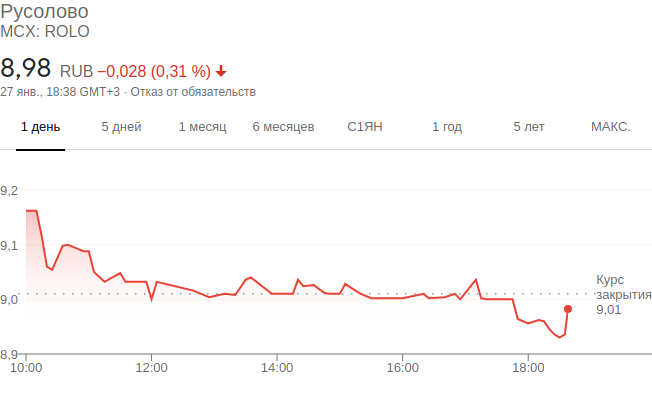 Русолово
MCX: ROLO
8,98 RUB −0,028 (0,31 %)
27 янв., 18:38 GMT+3 · Отказ от обязательств
1 день 5 дней 1 месяц 6 месяцев С1ЯН 1 год 5 лет МАКС.
9,2
9,1
Курс
9,0 закрытия
9,01
8,9
10:00 12:00 14:00 16:00 18:00